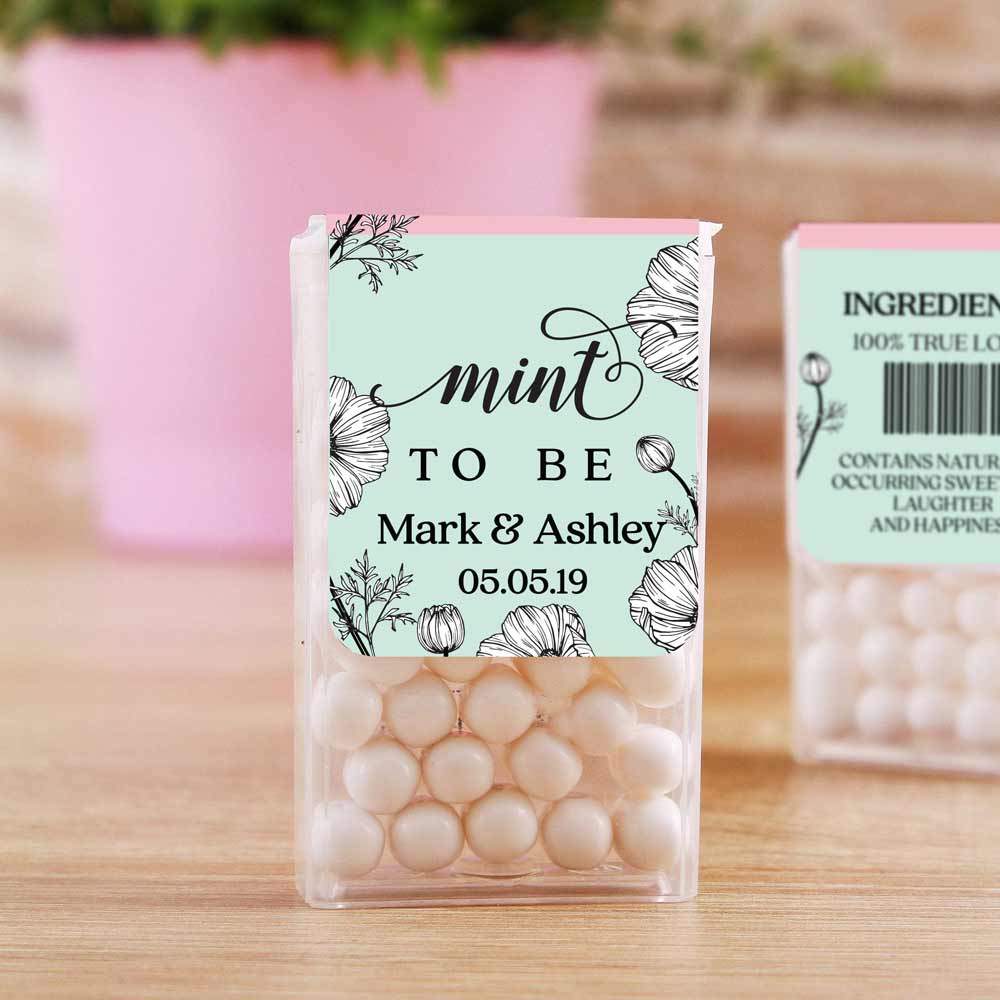 mint
TO BE
Mark & Ashley
05.05.19
100% TRUE
CONTAINS
OCCURRING
LAUGHTER
AND